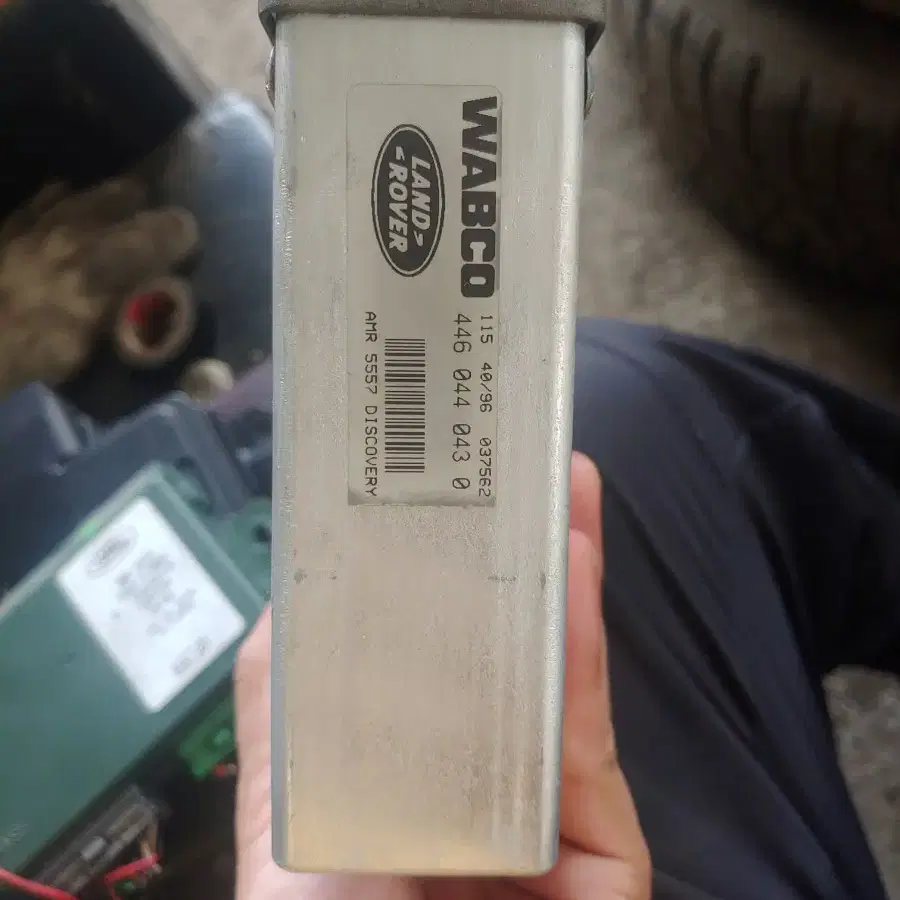 WABCO
LAND
ROVER
115 40/96 037562
446 044 043 0
AMR 5557 DISCOVERY